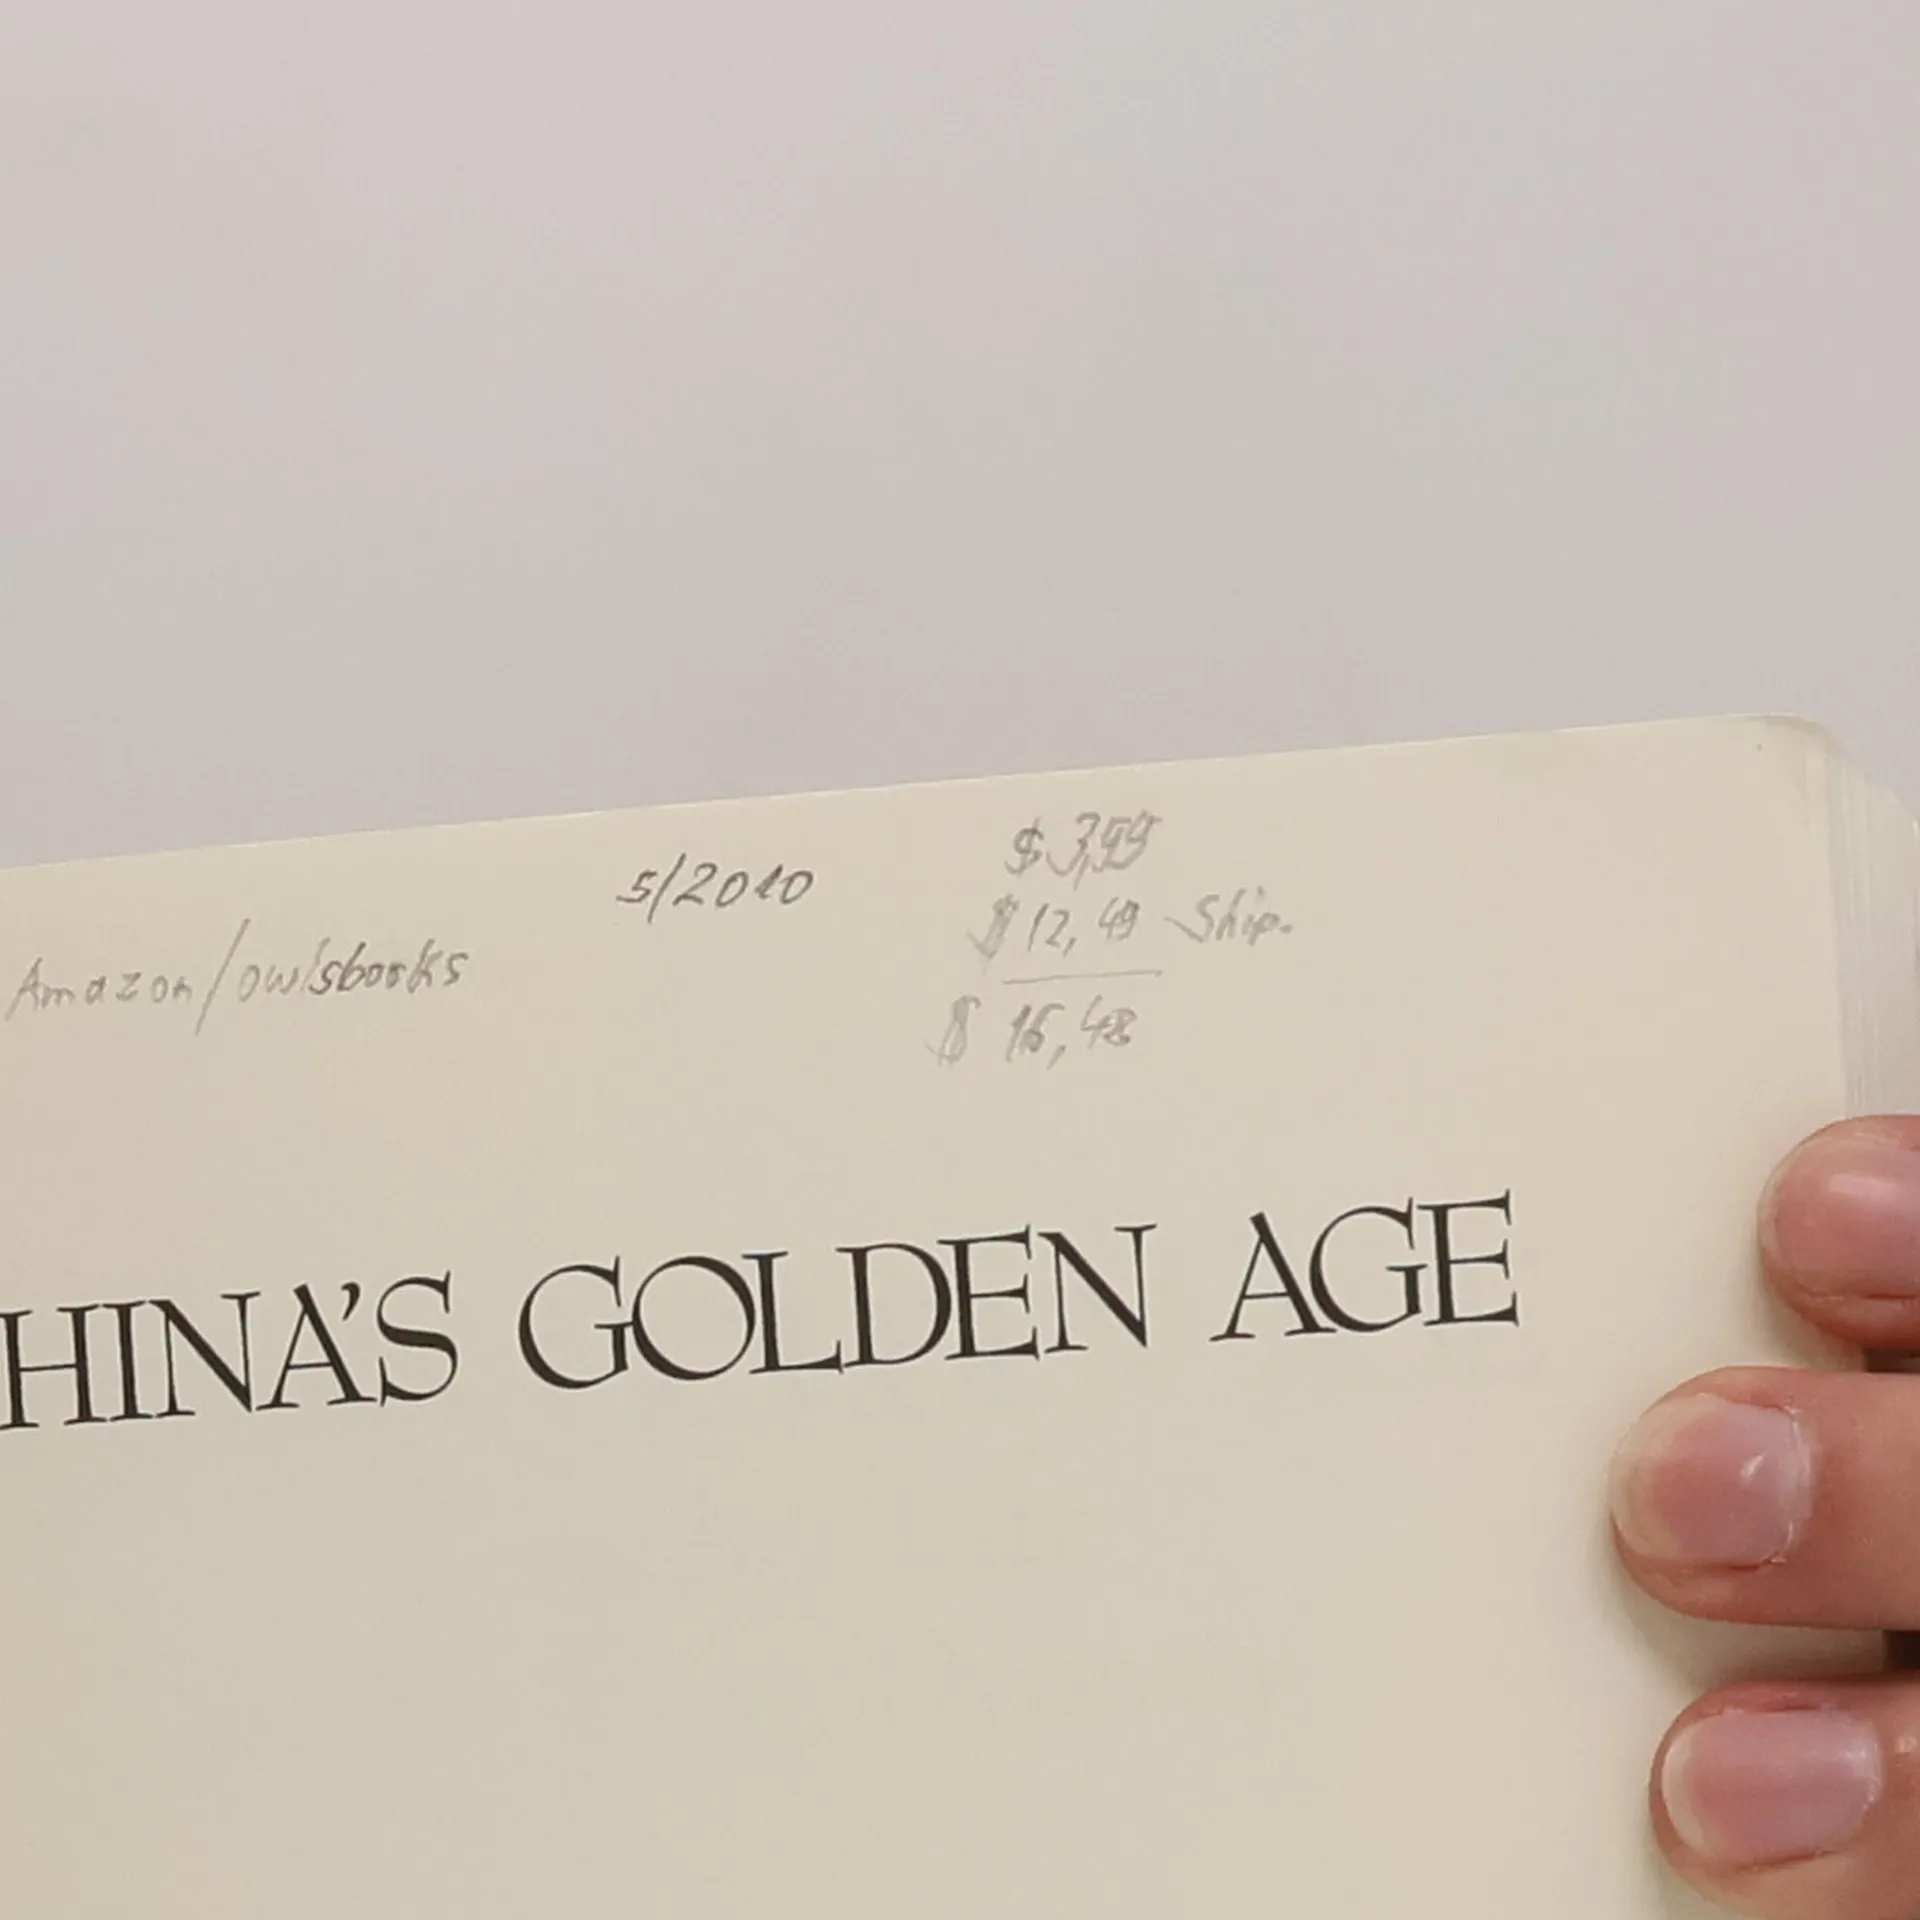 $ 3,99
5/2010
$ 12,49 Ship.
Amazon/owlsbooks
$ 16,48
HINA'S GOLDEN AGE